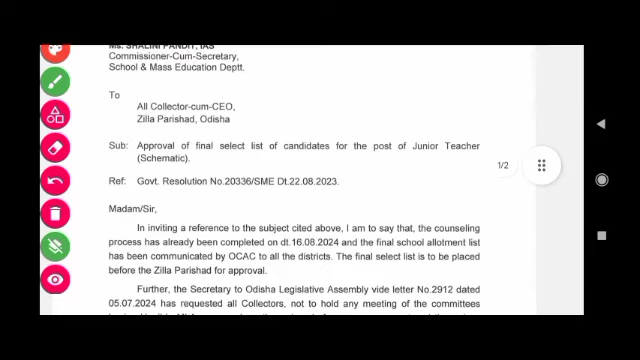 Ms. SHALINI PANDIT, IAS
Commissioner-Cum-Secretary,
School & Mass Education Deptt.
To
All Collector-cum-CEO,
Zilla Parishad, Odisha
Sub: Approval of final select list of candidates for the post of Junior Teacher
(Schematic).
Ref: Govt. Resolution No.20336/SME Dt.22.08.2023.
1/2
Madam/Sir,
In inviting a reference to the subject cited above, I am to say that, the counseling
process has already been completed on dt.16.08.2024 and the final school allotment list
has been communicated by OCAC to all the districts. The final select list is to be placed
before the Zilla Parishad for approval.
Further, the Secretary to Odisha Legislative Assembly vide letter No.2912 dated
05.07.2024 has requested all Collectors, not to hold any meeting of the committees